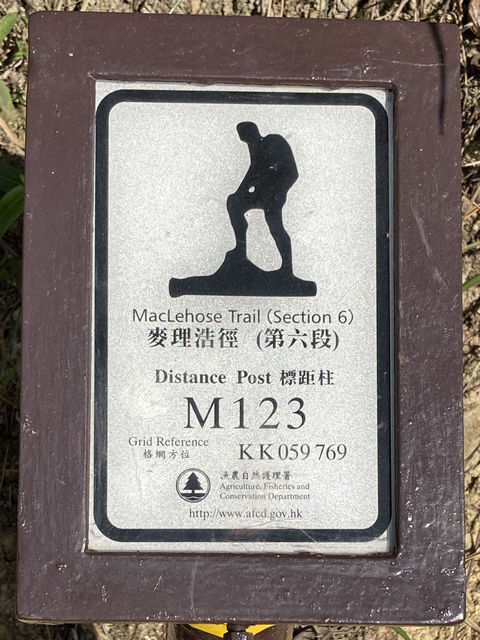 MacLehose Trail (Section 6)
麥理浩徑 (第六段)
Distance Post 標距柱
M123
Grid Reference
格網方位
KK 059 769
漁農自然護理署
Agriculture, Fisheries and
Conservation Department
http://www.afcd.gov.hk